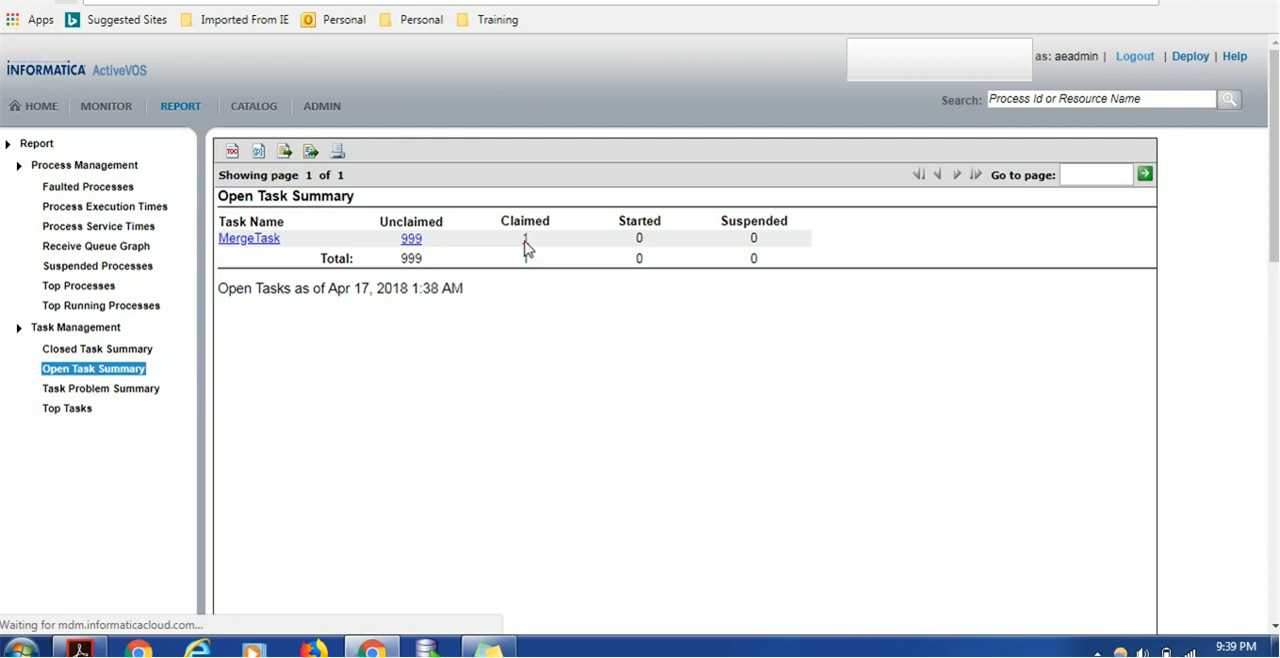 Apps Suggested Sites Imported From IE Personal Personal Training
INFORMATICA ActiveVOS
as: aeadmin | Logout | Deploy | Help
HOME MONITOR REPORT CATALOG ADMIN
Search: Process Id or Resource Name
Report
Process Management
Faulted Processes
Process Execution Times
Process Service Times
Receive Queue Graph
Suspended Processes
Top Processes
Top Running Processes
Task Management
Closed Task Summary
Open Task Summary
Task Problem Summary
Top Tasks
TOC
Showing page 1 of 1
Go to page:
Open Task Summary
Task Name Unclaimed Claimed Started Suspended
MergeTask 999 1 0 0
Total: 999 1 0 0
Open Tasks as of Apr 17, 2018 1:38 AM
Waiting for mdm.informaticacloud.com...
9:39 PM